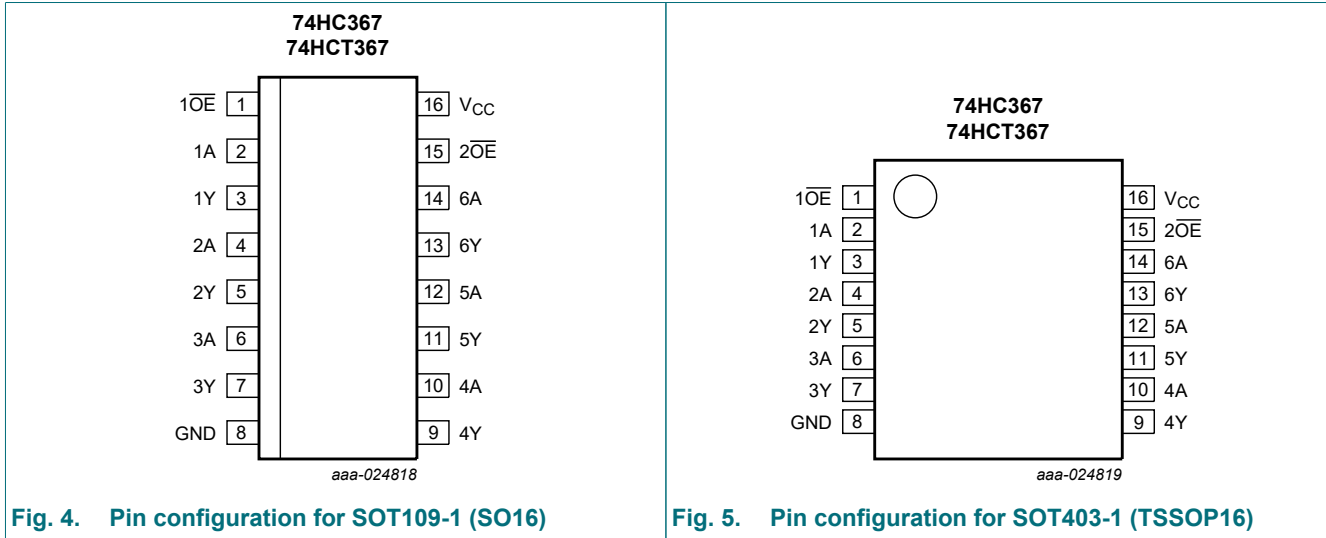 74HC367
74HCT367
1O̅E̅ 1 16 VCC
1A 2 15 2O̅E̅
1Y 3 14 6A
2A 4 13 6Y
2Y 5 12 5A
3A 6 11 5Y
3Y 7 10 4A
GND 8 9 4Y
aaa-024818
Fig. 4. Pin configuration for SOT109-1 (SO16)
74HC367
74HCT367
1O̅E̅ 1 16 VCC
1A 2 15 2O̅E̅
1Y 3 14 6A
2A 4 13 6Y
2Y 5 12 5A
3A 6 11 5Y
3Y 7 10 4A
GND 8 9 4Y
aaa-024819
Fig. 5. Pin configuration for SOT403-1 (TSSOP16)